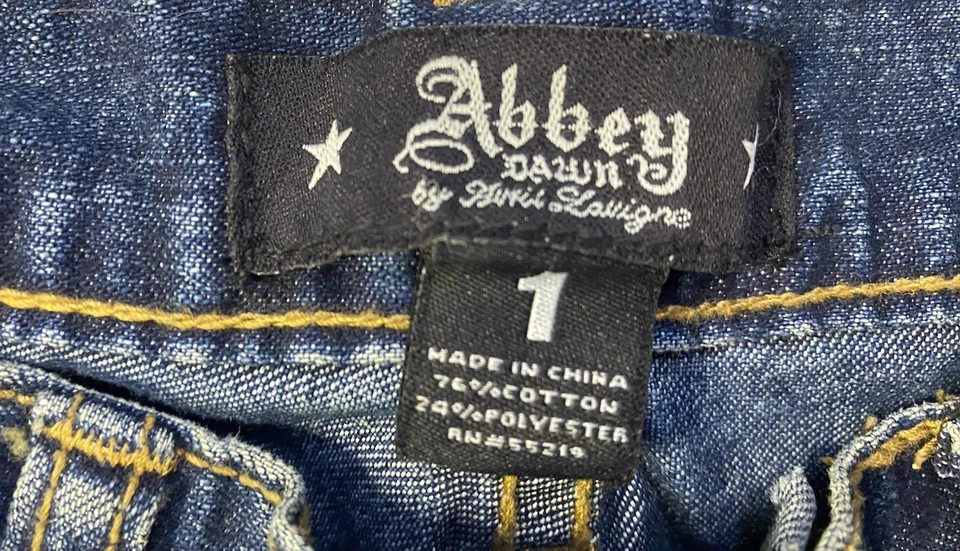 Abbey
DAWN
by Avril Lavigne
1
MADE IN CHINA
76%COTTON
24%POLYESTER
RN#55219